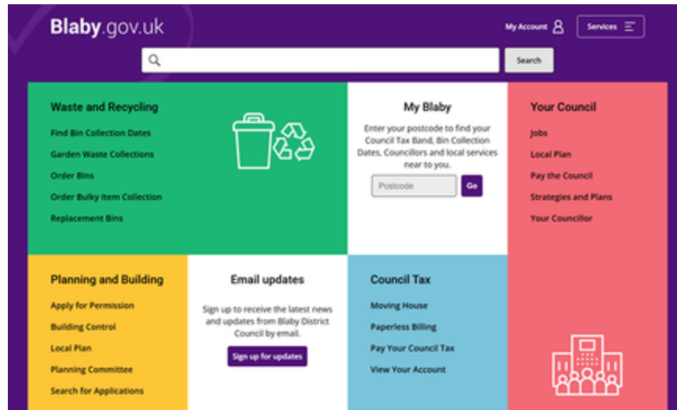 Blaby.gov.uk
My Account
Services
Search
Waste and Recycling
Find Bin Collection Dates
Garden Waste Collections
Order Bins
Order Bulky Item Collection
Replacement Bins
My Blaby
Enter your postcode to find your
Council Tax Band, Bin Collection
Dates, Councillors and local services
near to you.
Postcode
Go
Your Council
Jobs
Local Plan
Pay the Council
Strategies and Plans
Your Councillor
Planning and Building
Apply for Permission
Building Control
Local Plan
Planning Committee
Search for Applications
Email updates
Sign up to receive the latest news
and updates from Blaby District
Council by email.
Sign up for updates
Council Tax
Moving House
Paperless Billing
Pay Your Council Tax
View Your Account